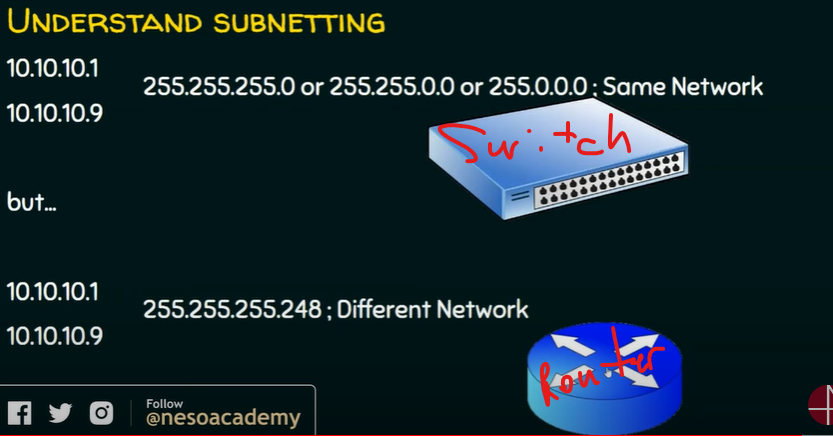 UNDERSTAND SUBNETTING
10.10.10.1
255.255.255.0 or 255.255.0.0 or 255.0.0.0 ; Same Network
10.10.10.9
Switch
but...
10.10.10.1
255.255.255.248 ; Different Network
10.10.10.9
Router
Follow
@nesoacademy
N